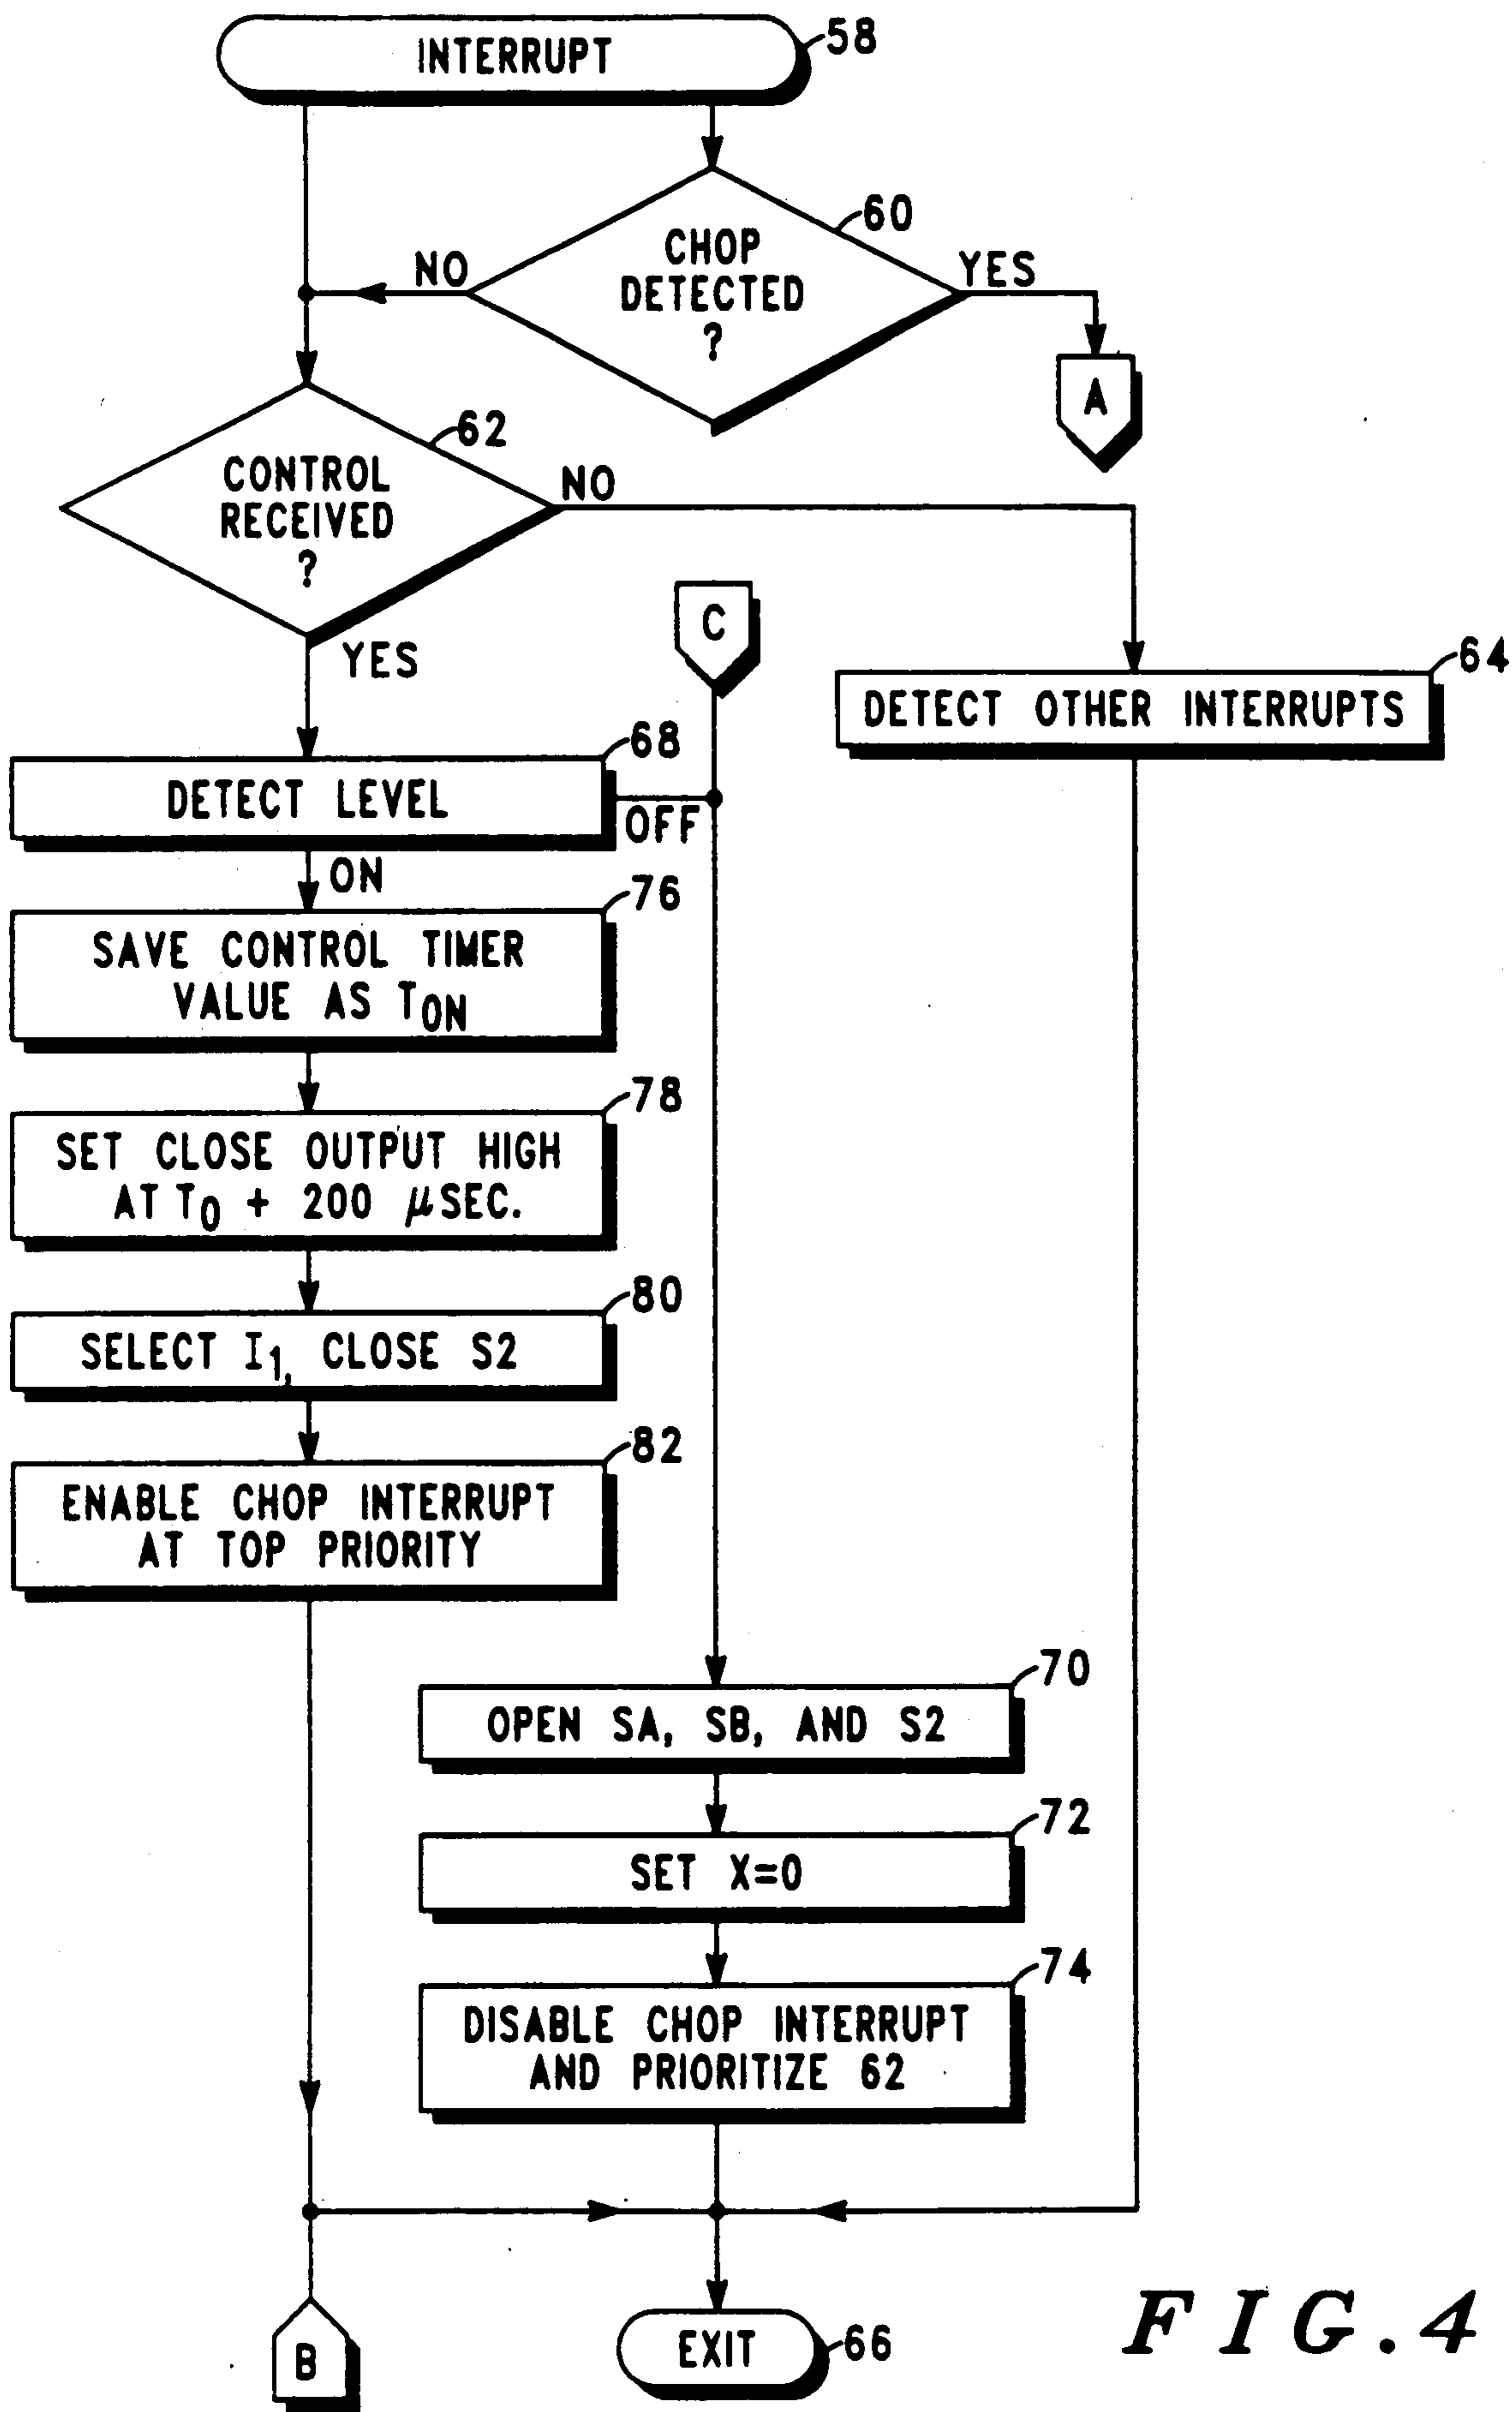 INTERRUPT
58
CHOP
DETECTED
?
60
NO
YES
A
CONTROL
RECEIVED
?
62
NO
YES
C
DETECT OTHER INTERRUPTS
64
DETECT LEVEL
68
OFF
ON
SAVE CONTROL TIMER
VALUE AS TON
76
SET CLOSE OUTPUT HIGH
AT T0 + 200 μSEC.
78
SELECT I1, CLOSE S2
80
ENABLE CHOP INTERRUPT
AT TOP PRIORITY
82
OPEN SA, SB, AND S2
70
SET X=0
72
DISABLE CHOP INTERRUPT
AND PRIORITIZE 62
74
B
EXIT
66
FIG.4